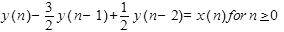 y(n)− 3/2 y(n−1)+ 1/2 y(n−2)= x(n) for n ≥0